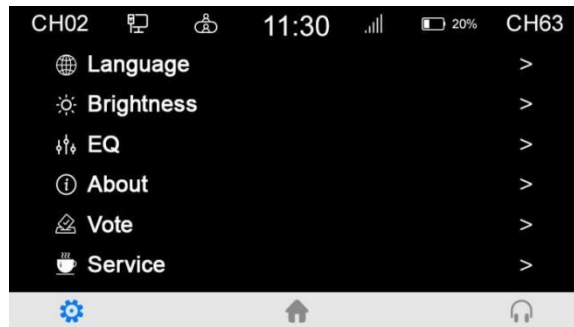 CH02 11:30 20% CH63
Language >
Brightness >
EQ >
About >
Vote >
Service >